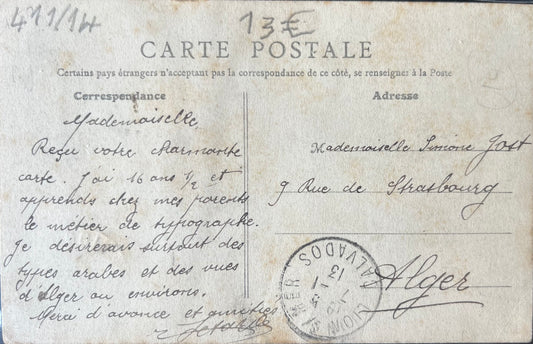 411/14
13€
CARTE POSTALE
Certains pays étrangers n'acceptant pas la correspondance de ce côté, se renseigner à la Poste
Correspondance
Adresse
Mademoiselle,
Reçu votre charmante
carte. J'ai 16 ans 1/2 et
apprends chez mes parents
le métier de typographe.
Je désirerais surtout des
types arabes et des vues
d'Alger ou environs.
Merci d'avance et amitiés
Mademoiselle Simone Jost
9 Rue de Strasbourg
Alger
CALVADOS